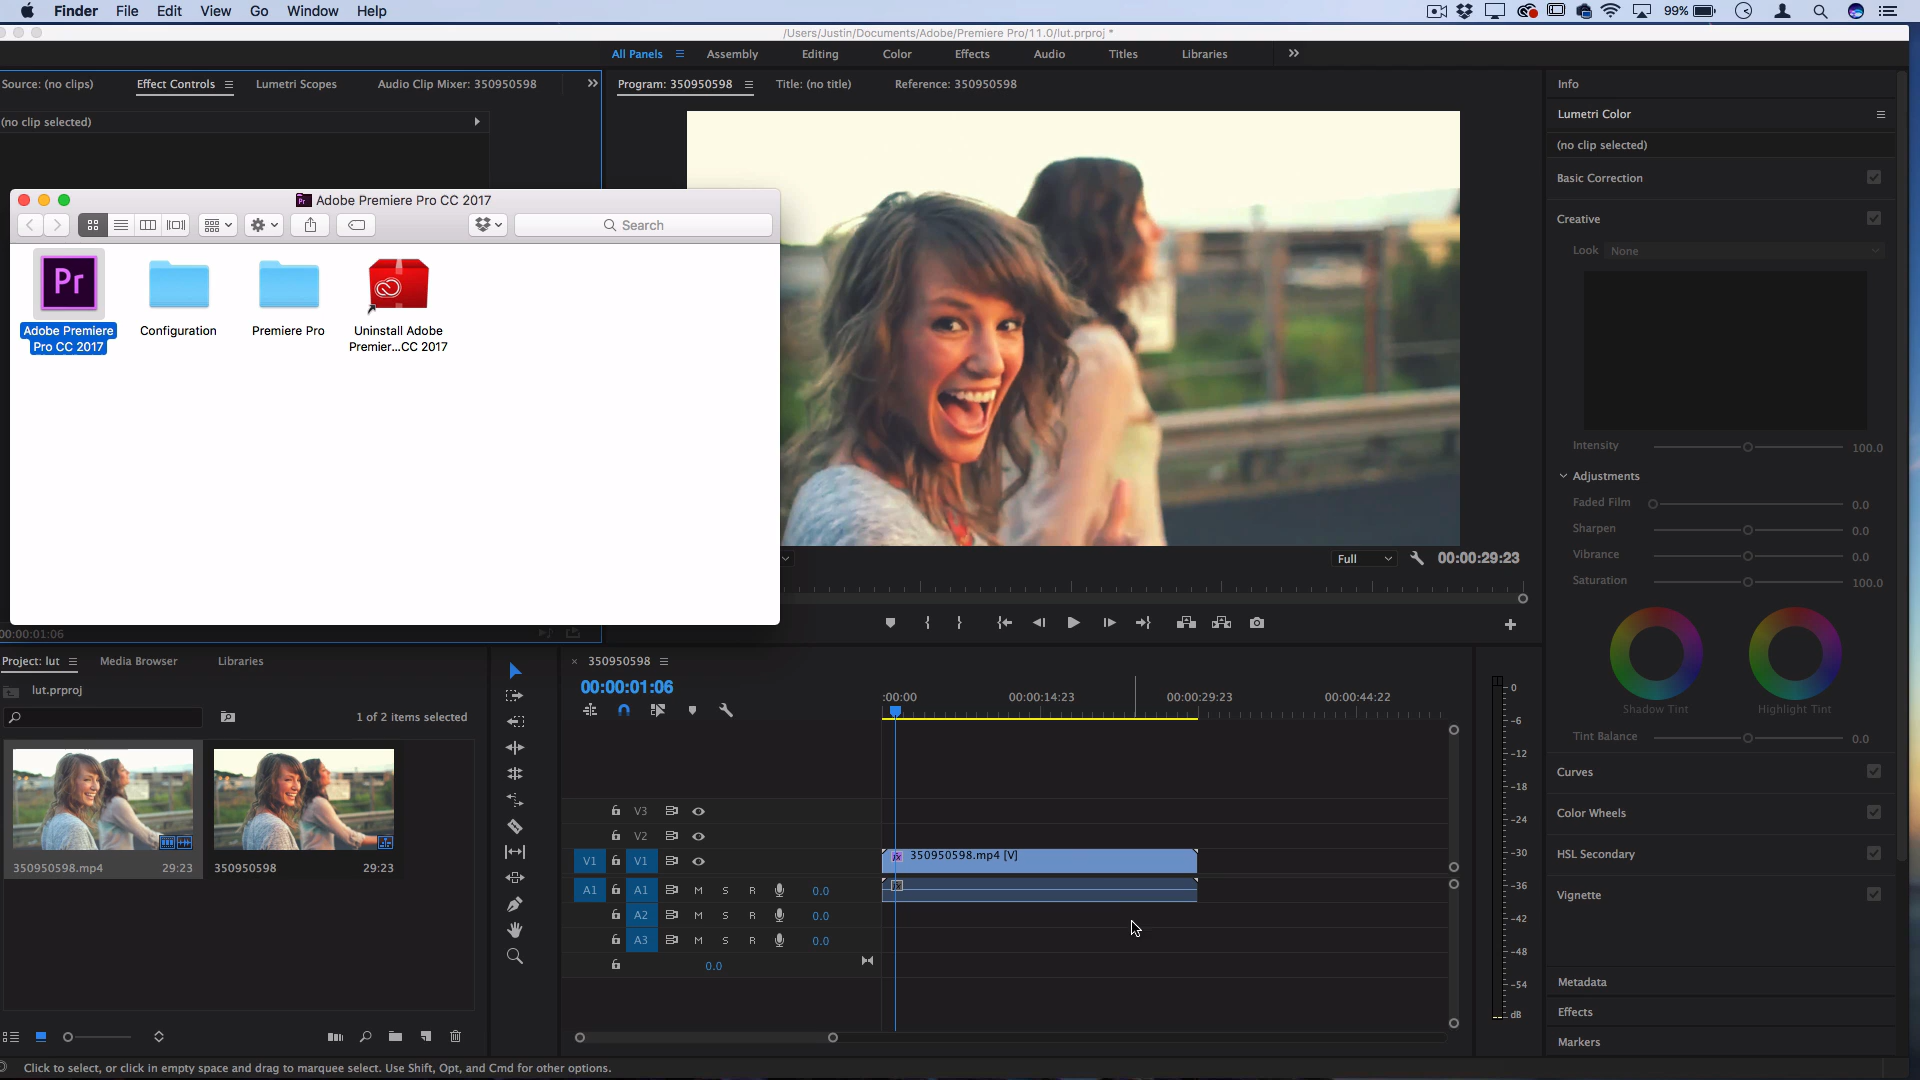 Finder File Edit View Go Window Help
99%
/Users/Justin/Documents/Adobe/Premiere Pro/11.0/lut.prproj *
All Panels Assembly Editing Color Effects Audio Titles Libraries
Source: (no clips) Effect Controls Lumetri Scopes Audio Clip Mixer: 350950598
Program: 350950598 Title: (no title) Reference: 350950598
(no clip selected)
Adobe Premiere Pro CC 2017
Search
Pr
Adobe Premiere Pro CC 2017
Configuration
Premiere Pro
Uninstall Adobe Premier...CC 2017
Full
00:00:29:23
00:00:01:06
Info
Lumetri Color
(no clip selected)
Basic Correction
Creative
Look None
Intensity 100.0
Adjustments
Faded Film 0.0
Sharpen 0.0
Vibrance 0.0
Saturation 100.0
Shadow Tint Highlight Tint
Tint Balance 0.0
Curves
Color Wheels
HSL Secondary
Vignette
Metadata
Effects
Markers
Project: lut Media Browser Libraries
lut.prproj
1 of 2 items selected
350950598.mp4 29:23
350950598 29:23
350950598
00:00:01:06
:00:00 00:00:14:23 00:00:29:23 00:00:44:22
V3
V2
V1 V1
350950598.mp4 [V]
A1 A1 M S R 0.0
A2 M S R 0.0
A3 M S R 0.0
0.0
0
-6
-12
-18
-24
-30
-36
-42
-48
-54
dB
Click to select, or click in empty space and drag to marquee select. Use Shift, Opt, and Cmd for other options.